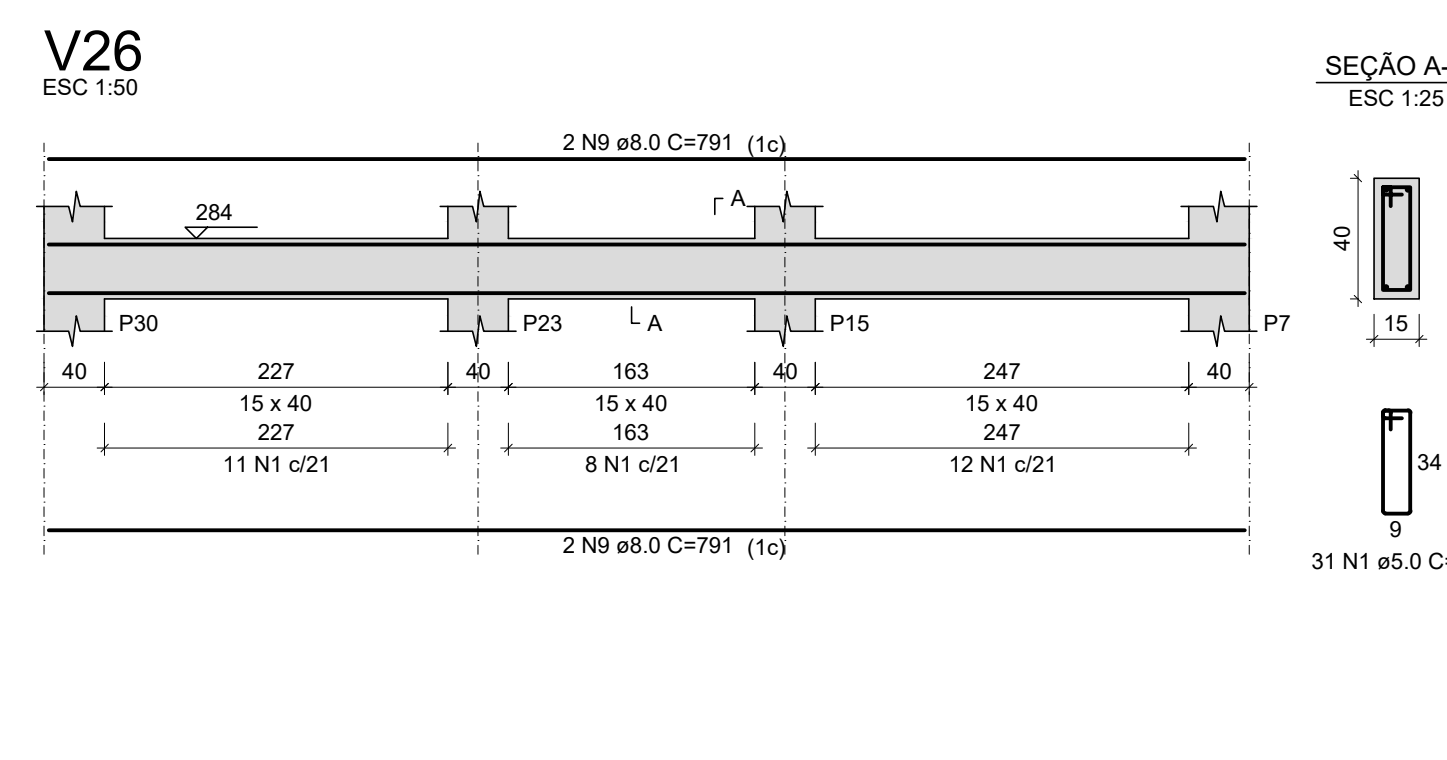 V26
ESC 1:50
SEÇÃO A-
ESC 1:25
2 N9 ø8.0 C=791 (1c)
A
284
40
P30
P23
A
P15
P7
15
40
227
40
163
40
247
40
15 x 40
15 x 40
15 x 40
227
163
247
11 N1 c/21
8 N1 c/21
12 N1 c/21
34
9
2 N9 ø8.0 C=791 (1c)
31 N1 ø5.0 C=